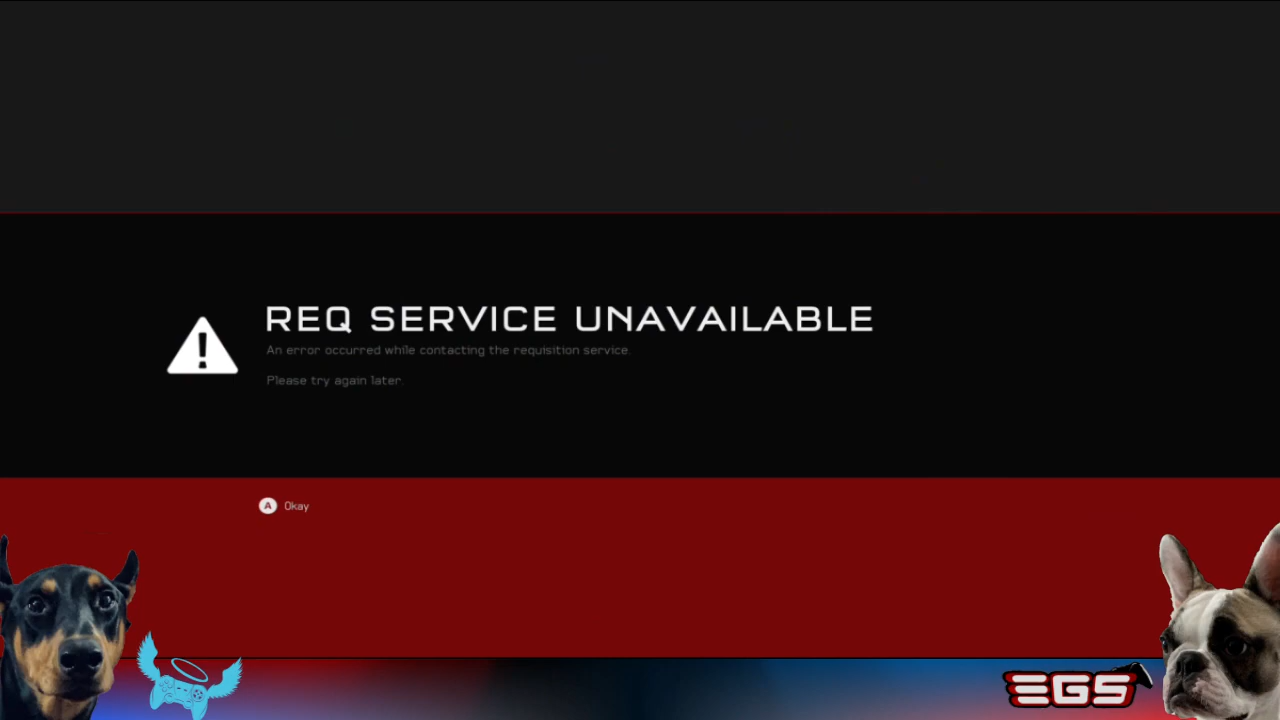 REQ SERVICE UNAVAILABLE
An error occurred while contacting the requisition service.
Please try again later.
A Okay
EGS